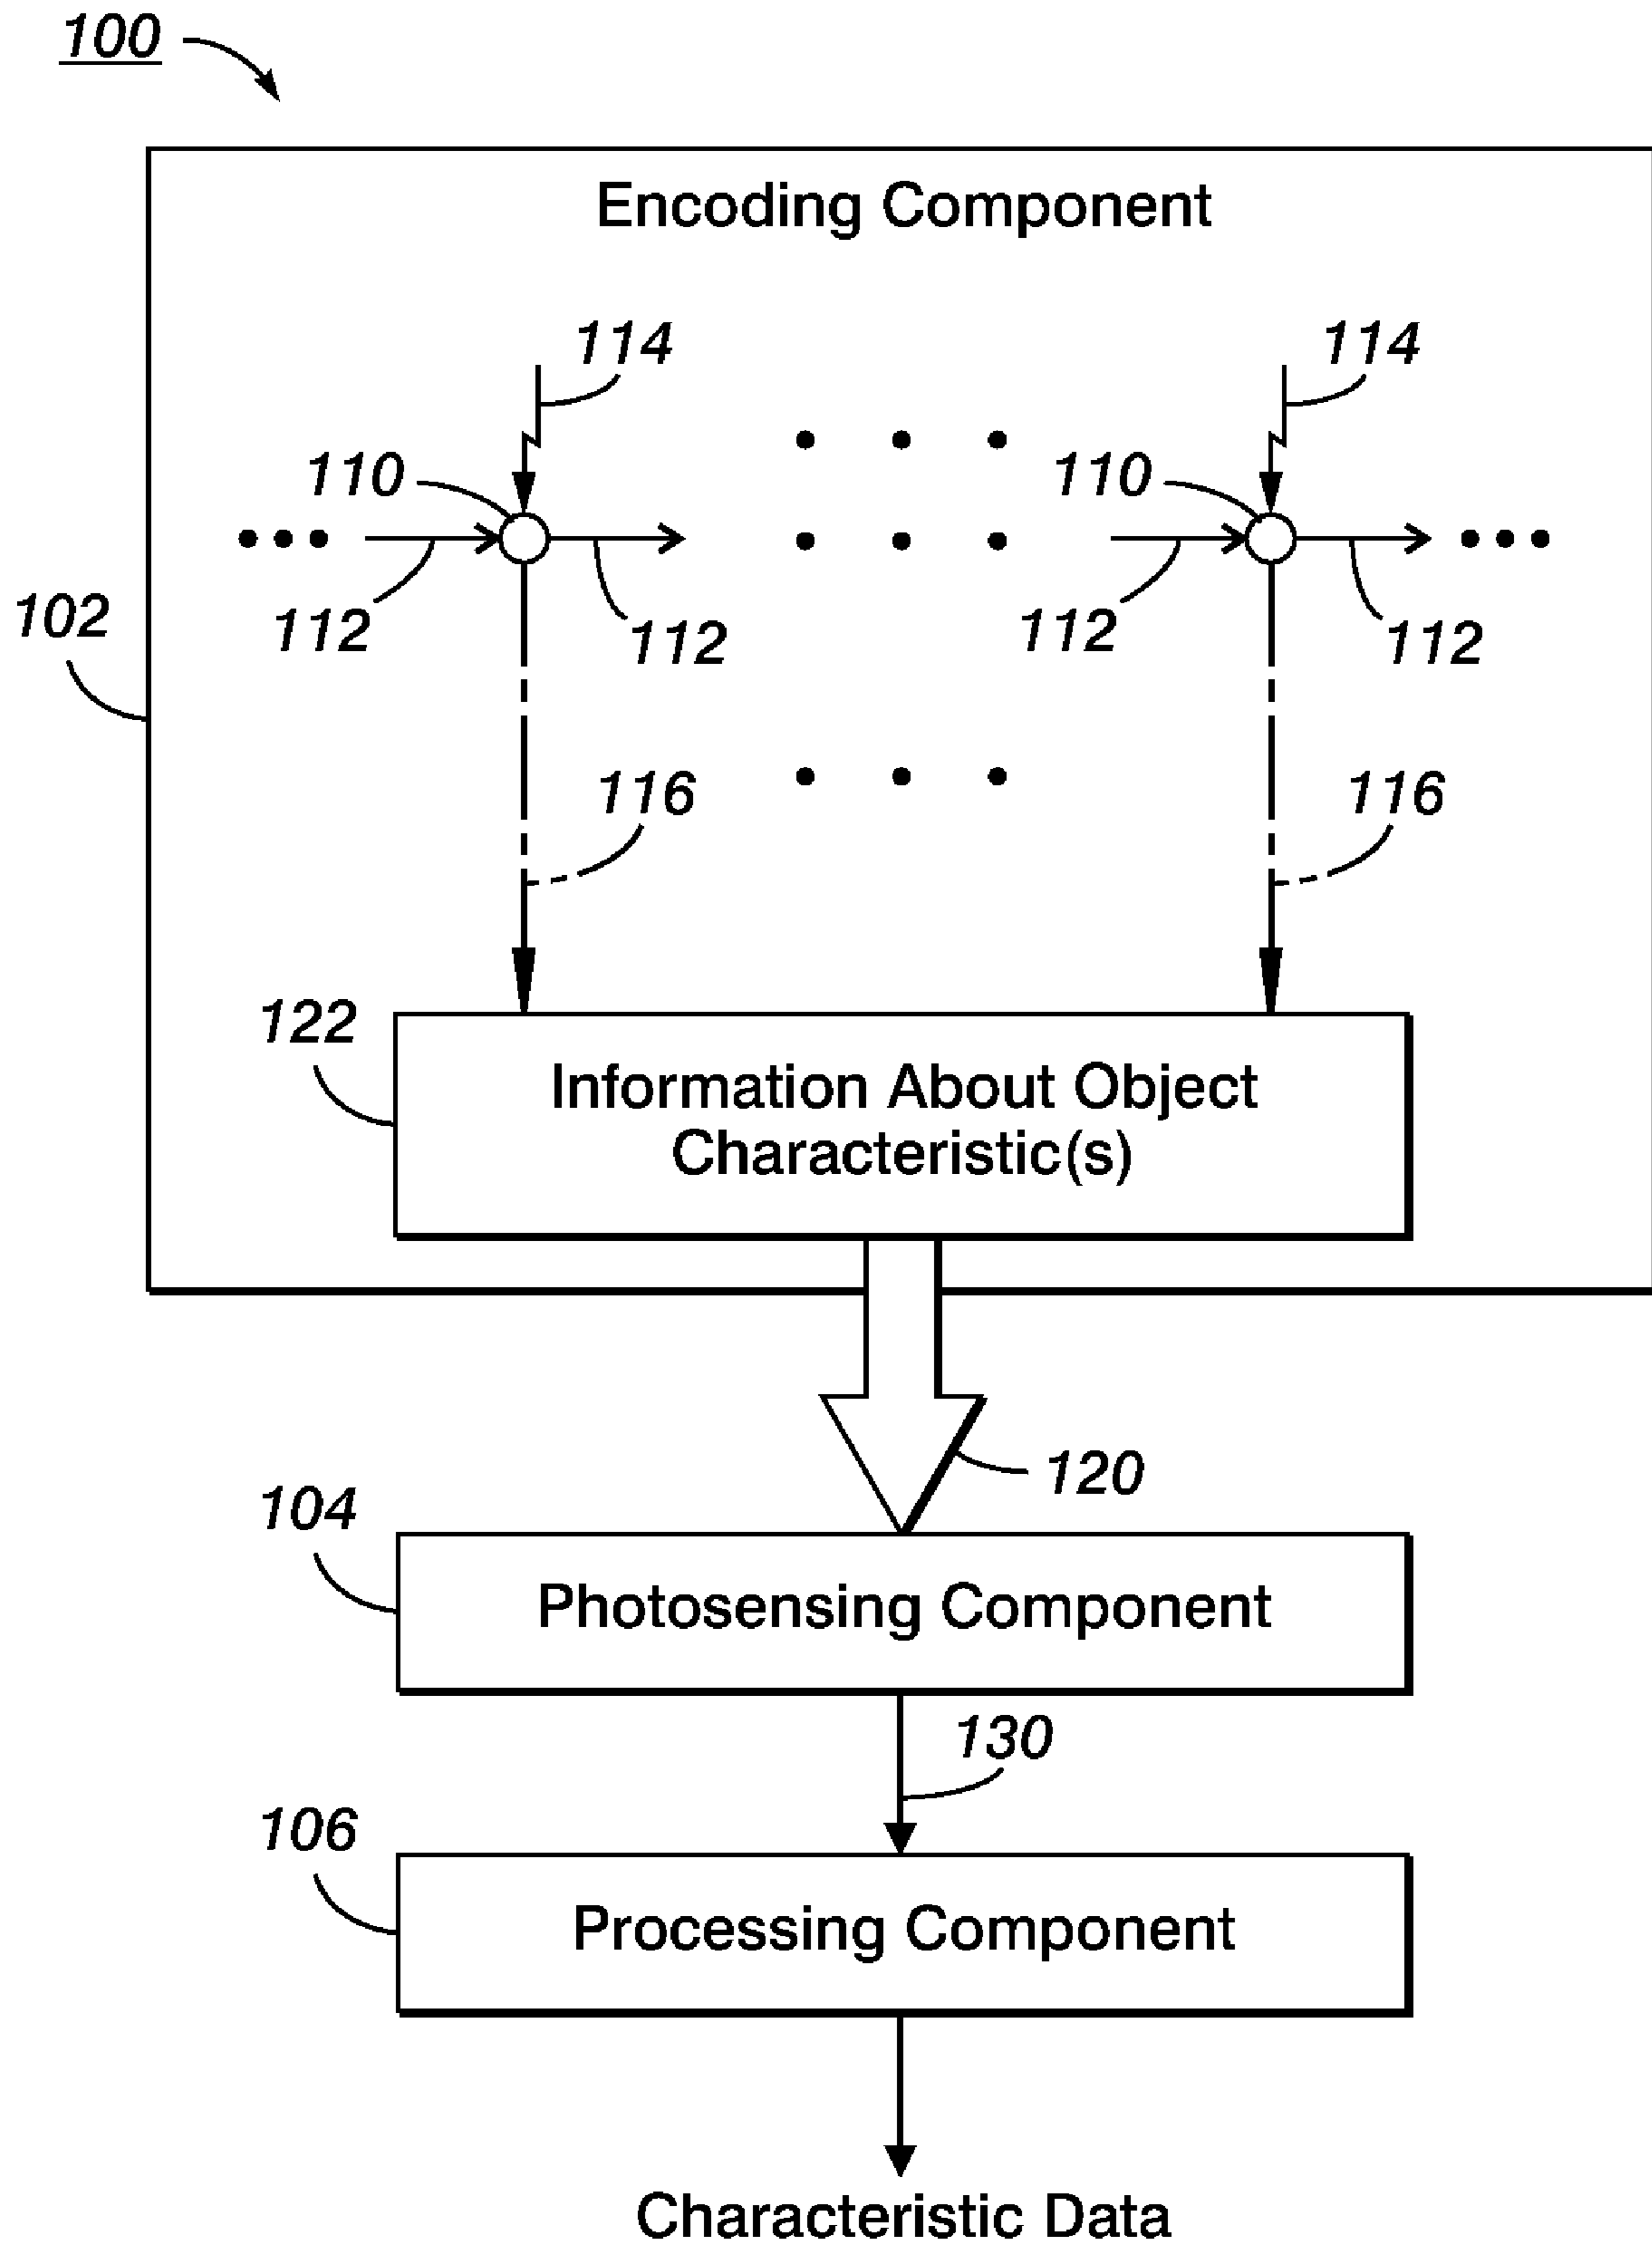 100
Encoding Component
114 114
110 110
112 112 112 112
102
116 116
122
Information About Object
Characteristic(s)
120
104
Photosensing Component
130
106
Processing Component
Characteristic Data